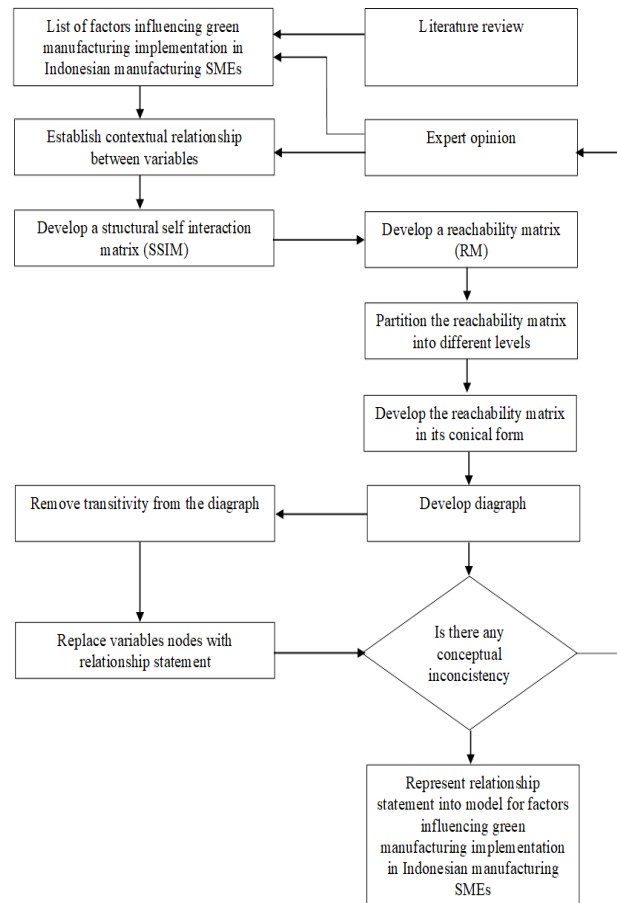 List of factors influencing green
manufacturing implementation in
Indonesian manufacturing SMEs
Literature review
Establish contextual relationship
between variables
Expert opinion
Develop a structural self interaction
matrix (SSIM)
Develop a reachability matrix
(RM)
Partition the reachability matrix
into different levels
Develop the reachability matrix
in its conical form
Remove transitivity from the diagraph
Develop diagraph
Replace variables nodes with
relationship statement
Is there any
conceptual
inconcistency
Represent relationship
statement into model for factors
influencing green
manufacturing implementation
in Indonesian manufacturing
SMEs